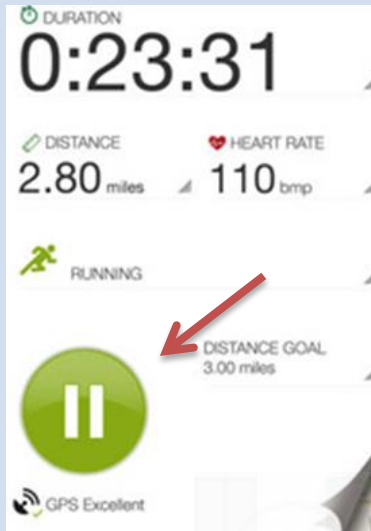 DURATION
0:23:31
DISTANCE
HEART RATE
2.80 miles
110 bmp
RUNNING
DISTANCE GOAL
3.00 miles
GPS Excellent